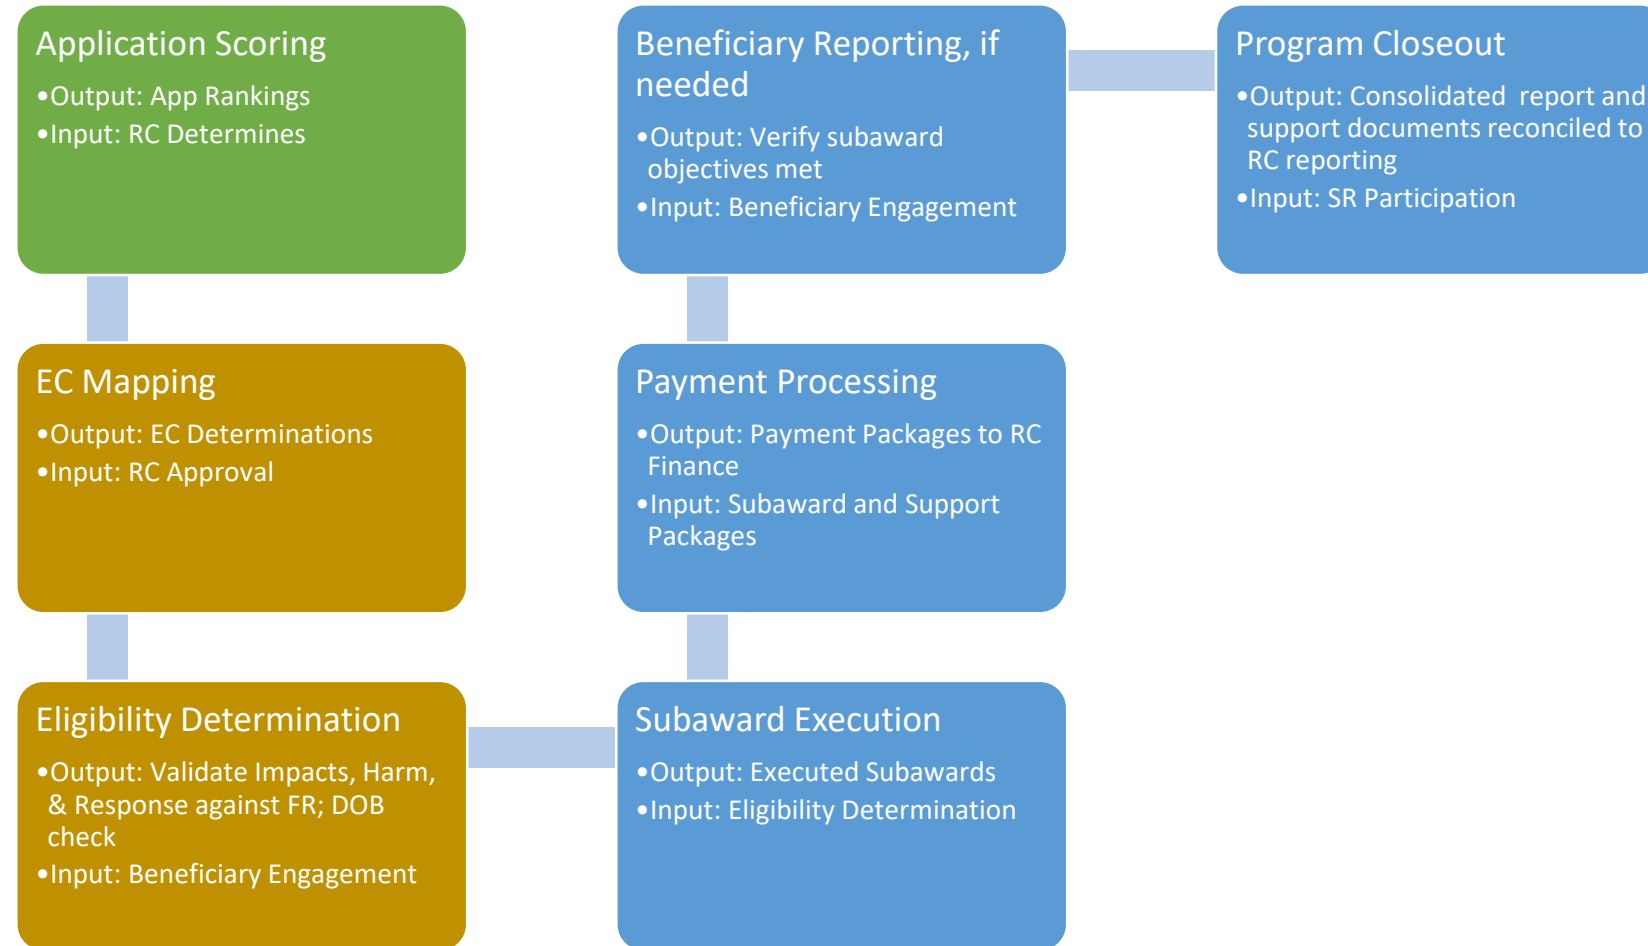 Application Scoring
•Output: App Rankings
•Input: RC Determines
EC Mapping
•Output: EC Determinations
•Input: RC Approval
Eligibility Determination
•Output: Validate Impacts, Harm,
& Response against FR; DOB
check
•Input: Beneficiary Engagement
Subaward Execution
•Output: Executed Subawards
•Input: Eligibility Determination
Payment Processing
•Output: Payment Packages to RC
Finance
•Input: Subaward and Support
Packages
Beneficiary Reporting, if
needed
•Output: Verify subaward
objectives met
•Input: Beneficiary Engagement
Program Closeout
•Output: Consolidated report and
support documents reconciled to
RC reporting
•Input: SR Participation